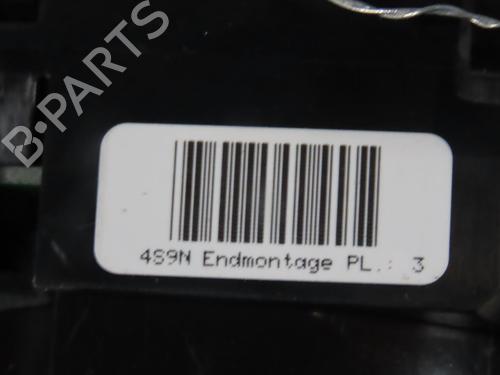 B-PARTS
4S9N Endmontage PL.: 3